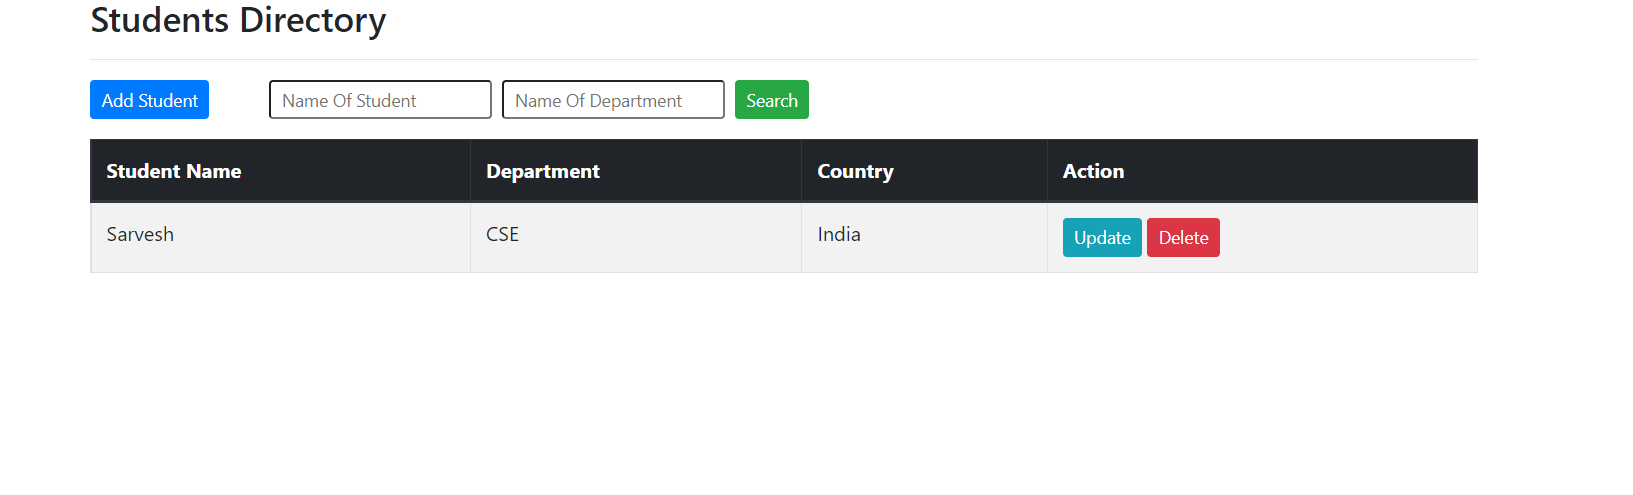 Students Directory
Add Student Name Of Student Name Of Department Search
Student Name Department Country Action
Sarvesh CSE India Update Delete